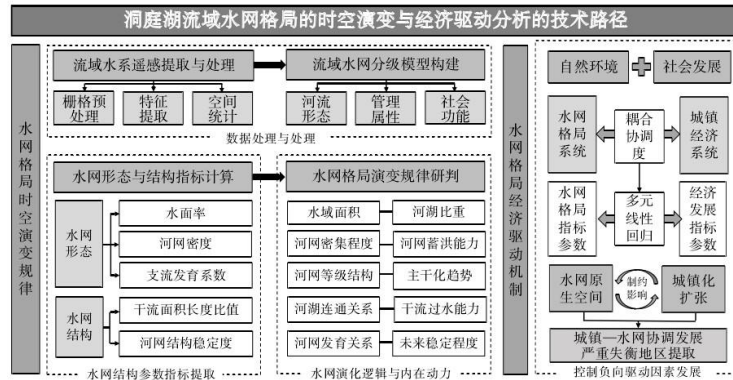 洞庭湖流域水网格局的时空演变与经济驱动分析的技术路径
水网格局时空演变规律
流域水系遥感提取与处理
流域水网分级模型构建
栅格预
处理
特征
提取
空间
统计
河流
形态
管理
属性
社会
功能
数据处理与处理
水网形态与结构指标计算
水网格局演变规律研判
水网
形态
水面率
河网密度
支流发育系数
水网
结构
干流面积长度比值
河网结构稳定度
水网结构参数指标提取
水域面积
河湖比重
河网密集程度
河网蓄洪能力
河网等级结构
主干化趋势
河湖连通关系
干流过水能力
河网发育关系
未来稳定程度
水网演化逻辑与内在动力
水网格局经济驱动机制
自然环境
社会发展
水网
格局
系统
耦合
协调
度
城镇
经济
系统
水网
格局
指标
参数
多元
线性
回归
经济
发展
指标
参数
水网原
生空间
制约
影响
城镇化
扩张
城镇—水网协调发展
严重失衡地区提取
控制负向驱动因素发展